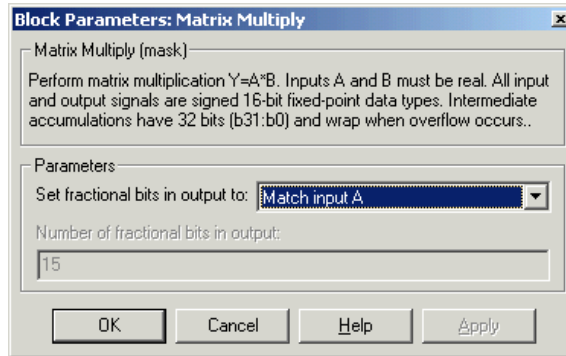 Block Parameters: Matrix Multiply
Matrix Multiply (mask)
Perform matrix multiplication Y=A*B. Inputs A and B must be real. All input
and output signals are signed 16-bit fixed-point data types. Intermediate
accumulations have 32 bits (b31:b0) and wrap when overflow occurs..
Parameters
Set fractional bits in output to: Match input A
Number of fractional bits in output:
15
OK Cancel Help Apply